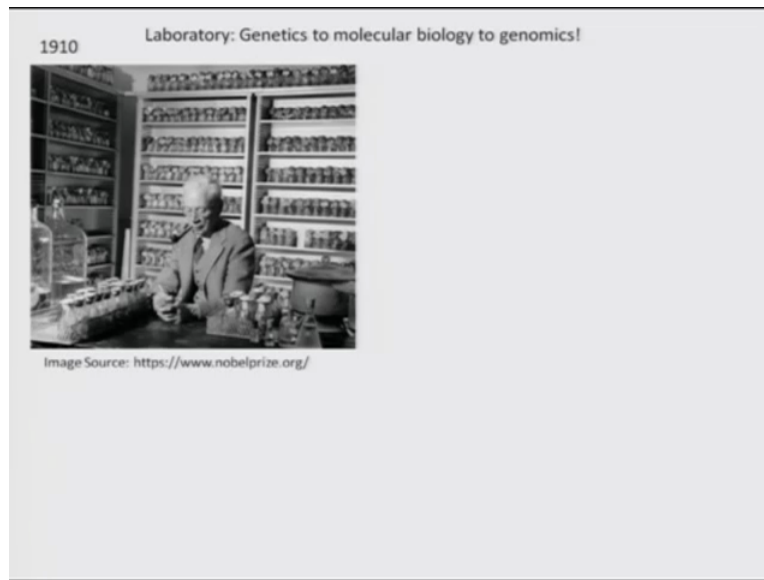 Laboratory: Genetics to molecular biology to genomics!
1910
Image Source: https://www.nobelprize.org/